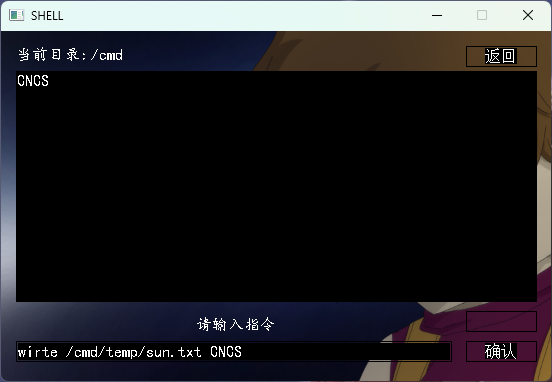 SHELL
当前目录:/cmd
返回
CNCS
请输入指令
wirte /cmd/temp/sun.txt CNCS
确认